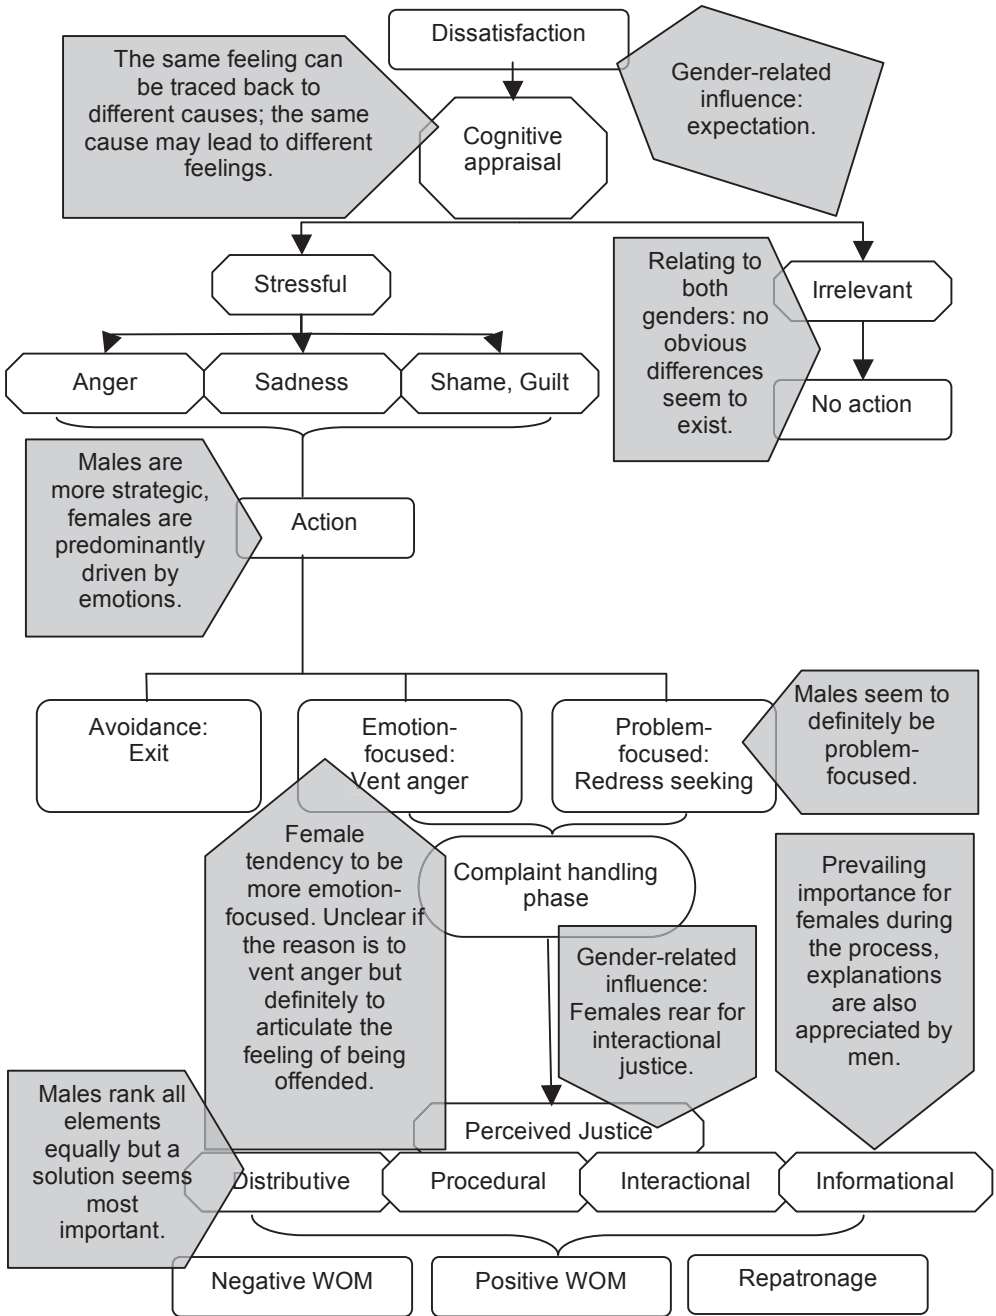 Dissatisfaction
The same feeling can
be traced back to
different causes; the same
cause may lead to different
feelings.
Gender-related
influence:
expectation.
Cognitive
appraisal
Stressful
Relating to
both
genders: no
obvious
differences
seem to
exist.
Irrelevant
Anger
Sadness
Shame, Guilt
No action
Males are
more strategic,
females are
predominantly
driven by
emotions.
Action
Avoidance:
Exit
Emotion-
focused:
Vent anger
Problem-
focused:
Redress seeking
Males seem to
definitely be
problem-
focused.
Female
tendency to be
more emotion-
focused. Unclear if
the reason is to
vent anger but
definitely to
articulate the
feeling of being
offended.
Complaint handling
phase
Prevailing
importance for
females during
the process,
explanations
are also
appreciated by
men.
Gender-related
influence:
Females rear for
interactional
justice.
Males rank all
elements
equally but a
solution seems
most
important.
Perceived Justice
Distributive
Procedural
Interactional
Informational
Negative WOM
Positive WOM
Repatronage